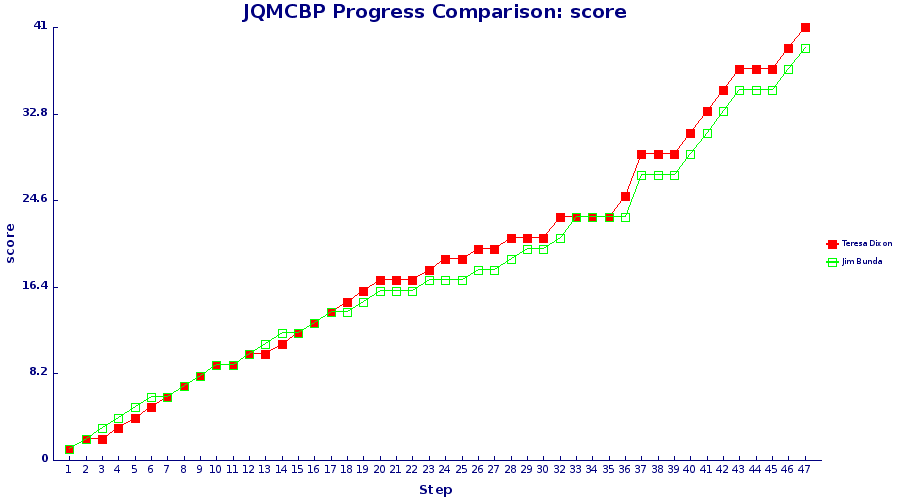 JQMCBP Progress Comparison: score
41
32.8
24.6
16.4
8.2
0
score
1 2 3 4 5 6 7 8 9 10 11 12 13 14 15 16 17 18 19 20 21 22 23 24 25 26 27 28 29 30 32 33 34 35 36 37 38 39 40 41 42 43 44 45 46 47
Step
Teresa Dixon
Jim Bunda